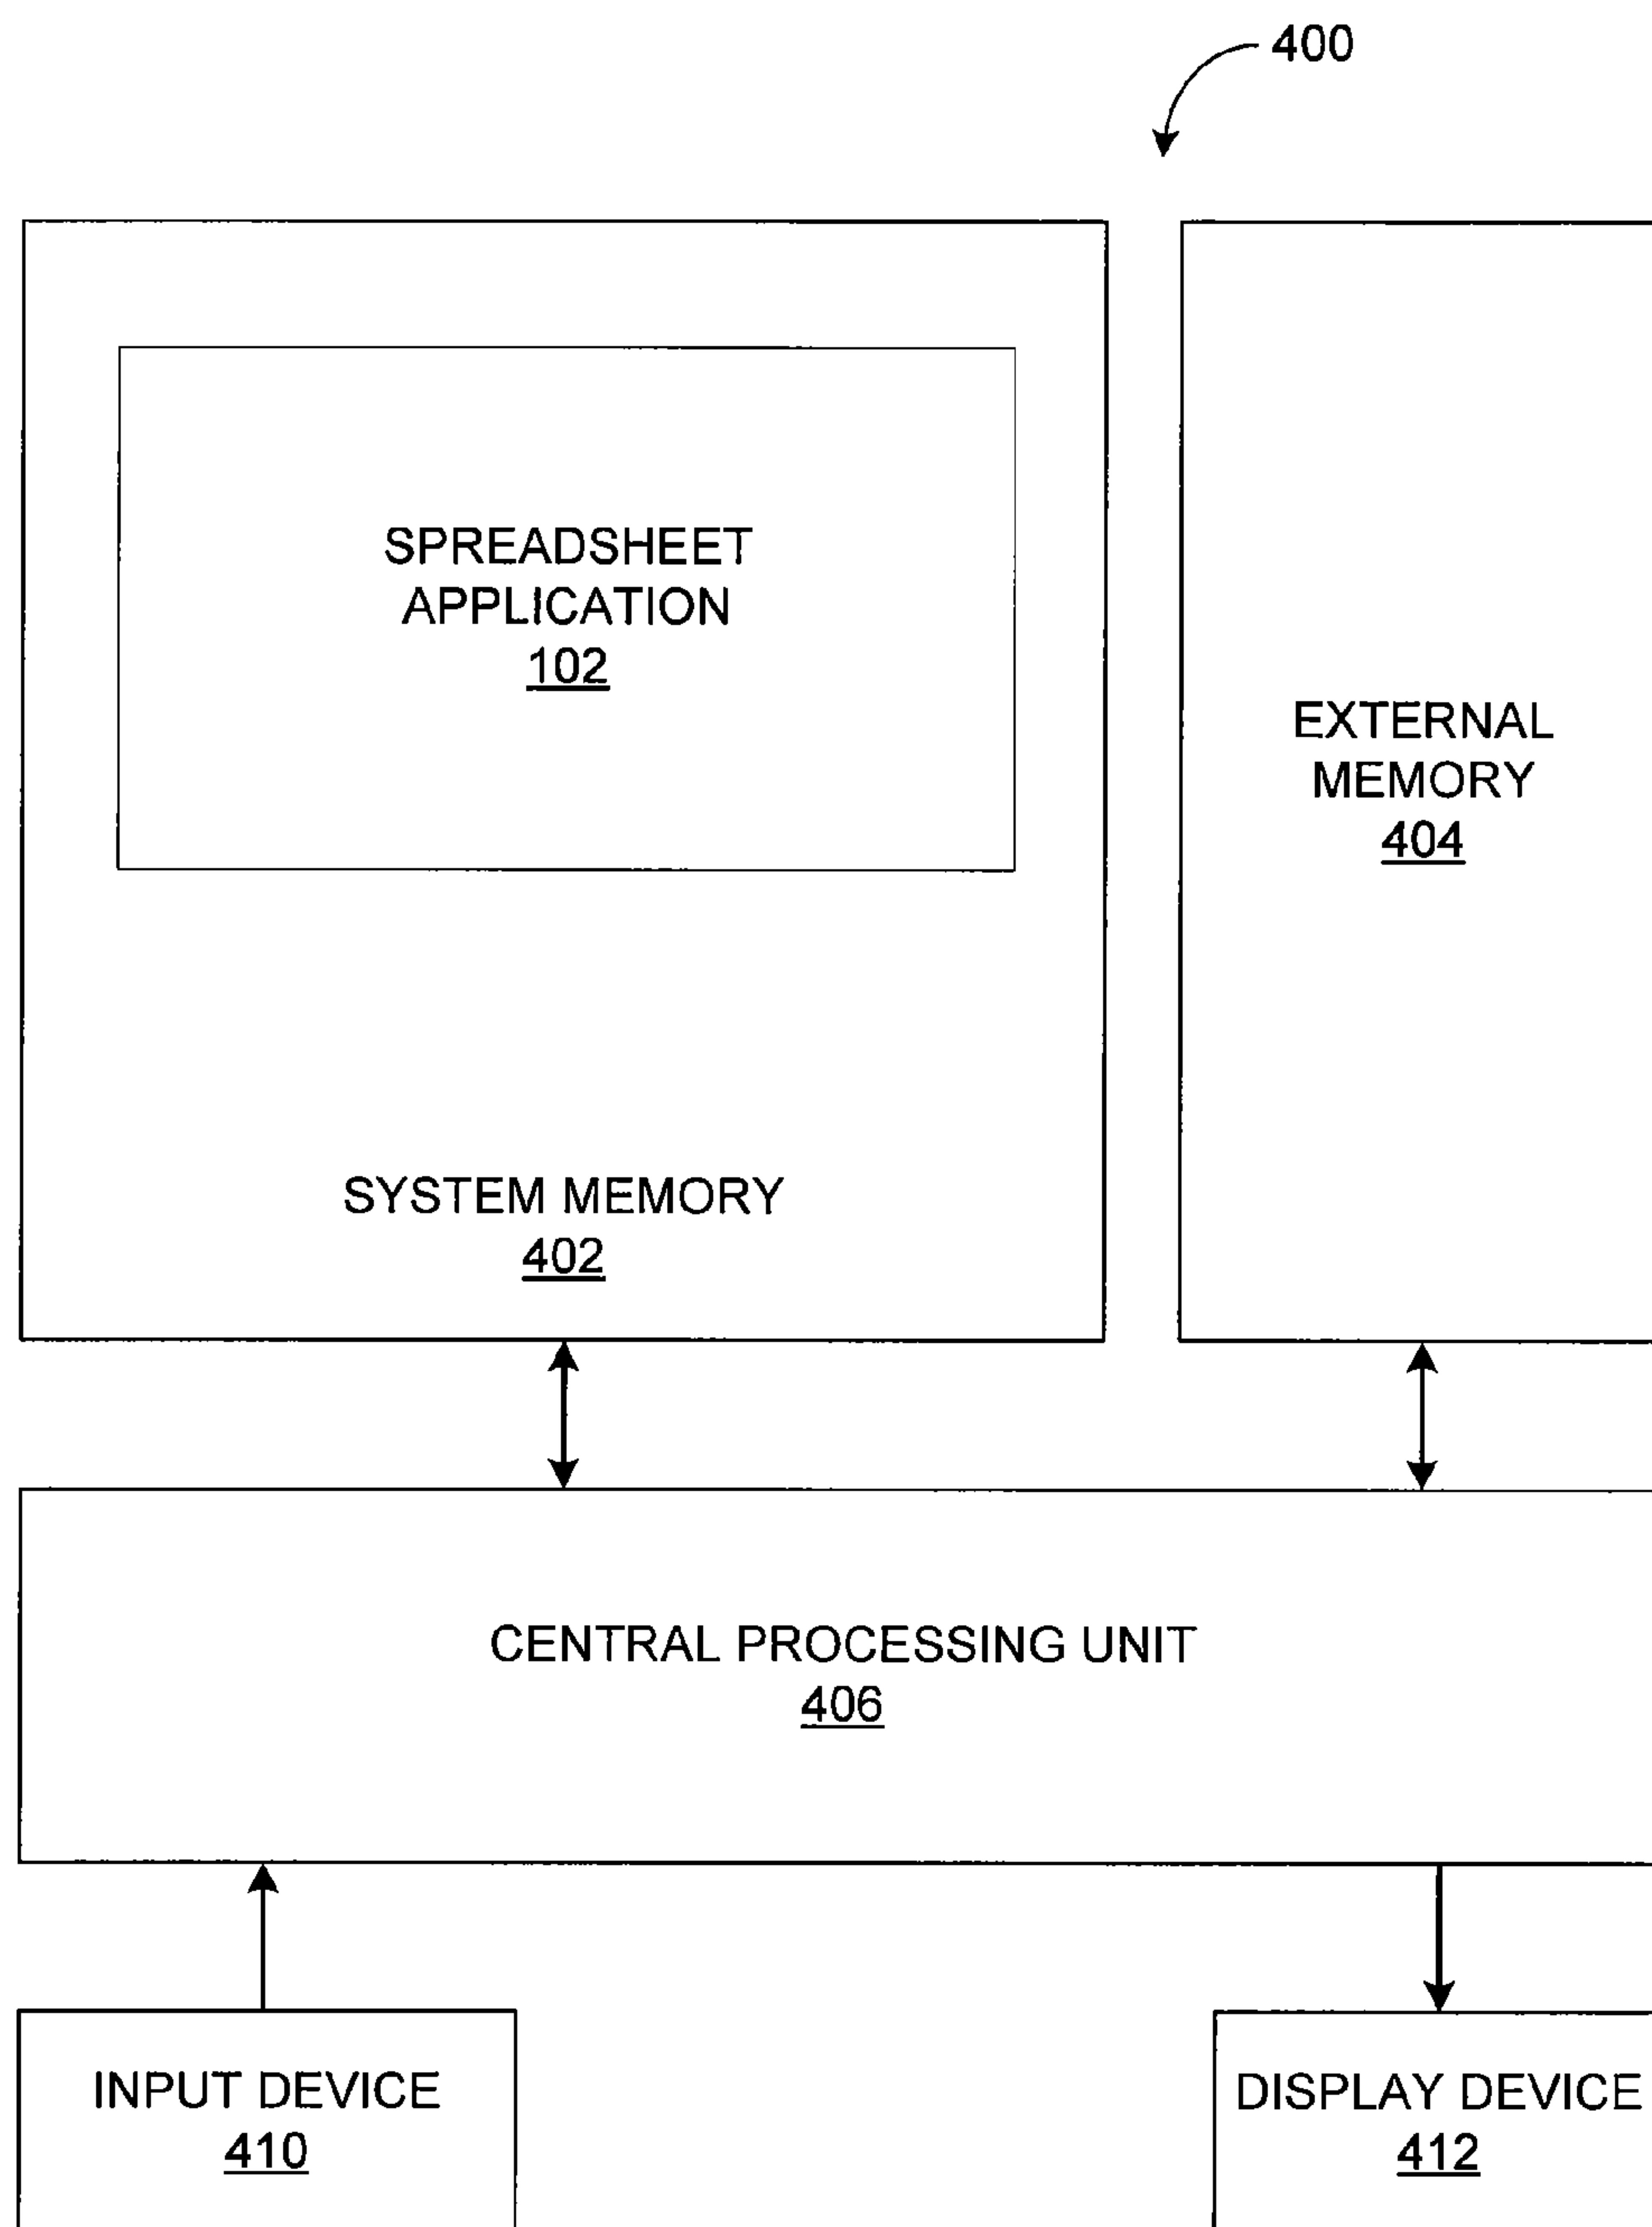 400
SPREADSHEET
APPLICATION
102
EXTERNAL
MEMORY
404
SYSTEM MEMORY
402
CENTRAL PROCESSING UNIT
406
INPUT DEVICE
410
DISPLAY DEVICE
412